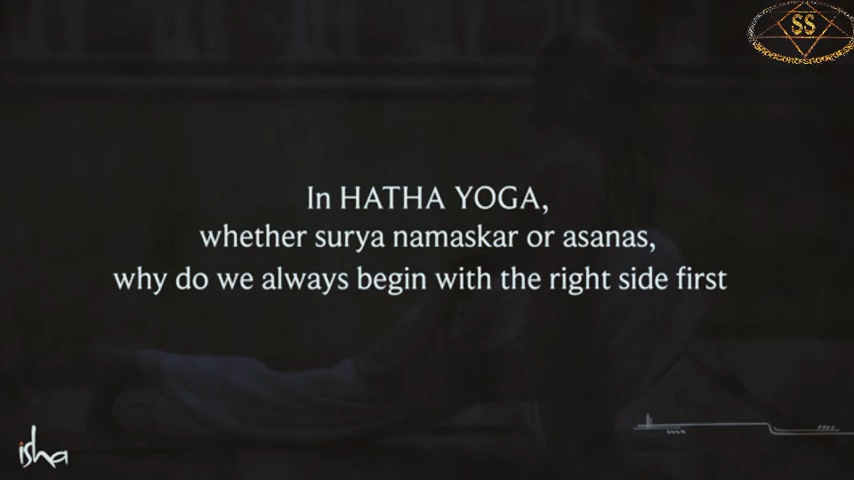 SS
In HATHA YOGA,
whether surya namaskar or asanas,
why do we always begin with the right side first
isha